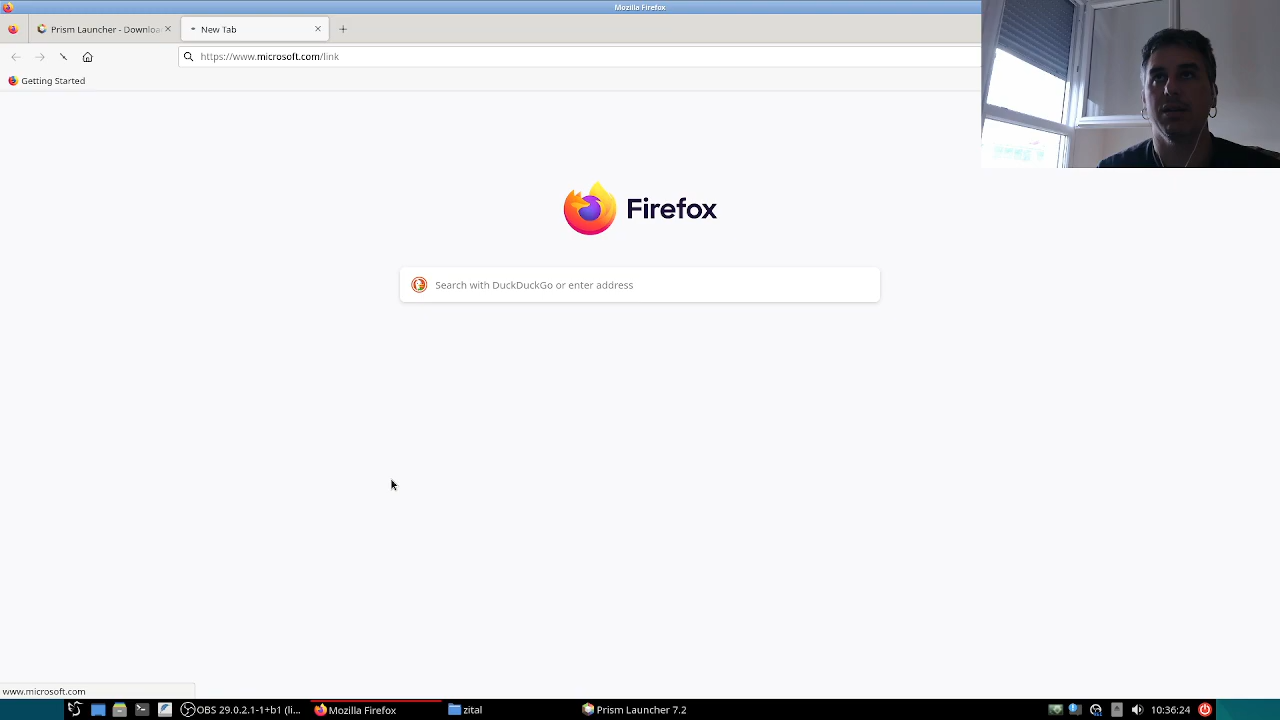 Mozilla Firefox
Prism Launcher - Downloa
New Tab
https://www.microsoft.com/link
Getting Started
Firefox
Search with DuckDuckGo or enter address
www.microsoft.com
OBS 29.0.2.1-1+b1 (li...
Mozilla Firefox
zital
Prism Launcher 7.2
10:36:24